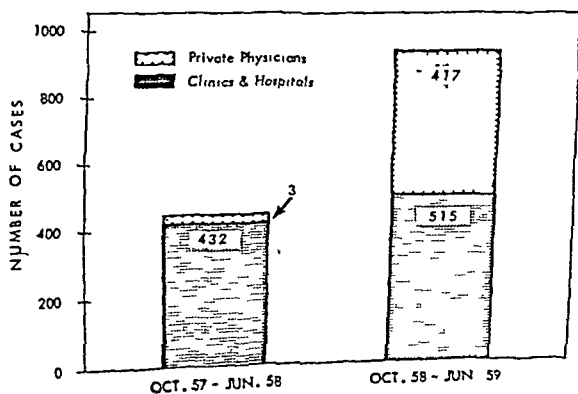 1000
800
600
400
200
0
NUMBER OF CASES
Private Physicians
Clinics & Hospitals
3
432
417
515
OCT. 57 - JUN. 58
OCT. 58 - JUN 59